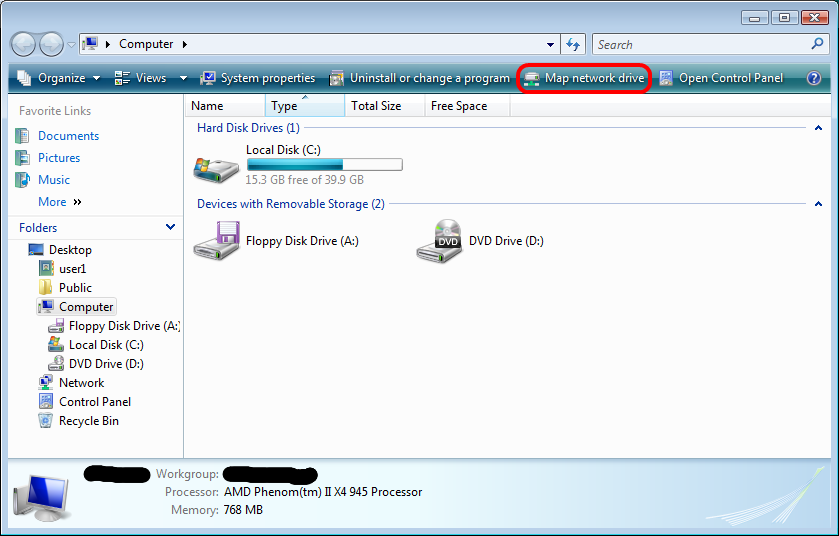 Computer
Search
Organize Views System properties Uninstall or change a program Map network drive Open Control Panel ?
Favorite Links
Documents
Pictures
Music
More »
Folders
Desktop
user1
Public
Computer
Floppy Disk Drive (A:)
Local Disk (C:)
DVD Drive (D:)
Network
Control Panel
Recycle Bin
Name Type Total Size Free Space
Hard Disk Drives (1)
Local Disk (C:)
15.3 GB free of 39.9 GB
Devices with Removable Storage (2)
Floppy Disk Drive (A:) DVD DVD Drive (D:)
Workgroup:
Processor: AMD Phenom(tm) II X4 945 Processor
Memory: 768 MB